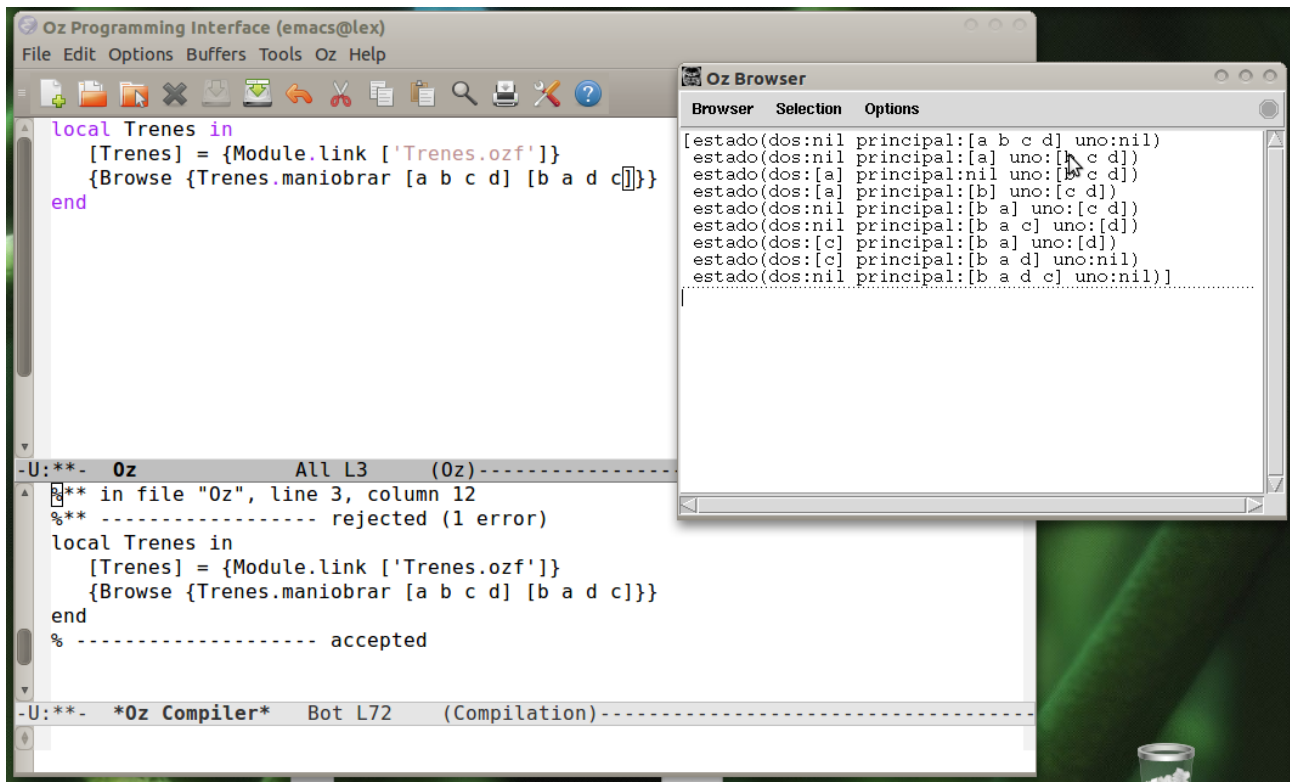 Oz Programming Interface (emacs@lex)
File Edit Options Buffers Tools Oz Help
local Trenes in
   [Trenes] = {Module.link ['Trenes.ozf']}
   {Browse {Trenes.maniobrar [a b c d] [b a d c]}}
end
-U:**-  Oz             All L3     (Oz)------------------
%** in file "Oz", line 3, column 12
%** ------------------ rejected (1 error)
local Trenes in
   [Trenes] = {Module.link ['Trenes.ozf']}
   {Browse {Trenes.maniobrar [a b c d] [b a d c]}}
end
% -------------------- accepted
-U:**-  *Oz Compiler*   Bot L72    (Compilation)------------------------------------
Oz Browser
Browser Selection Options
[estado(dos:nil principal:[a b c d] uno:nil)
 estado(dos:nil principal:[a] uno:[b c d])
 estado(dos:[a] principal:nil uno:[b c d])
 estado(dos:[a] principal:[b] uno:[c d])
 estado(dos:nil principal:[b a] uno:[c d])
 estado(dos:nil principal:[b a c] uno:[d])
 estado(dos:[c] principal:[b a] uno:[d])
 estado(dos:[c] principal:[b a d] uno:nil)
 estado(dos:nil principal:[b a d c] uno:nil)]